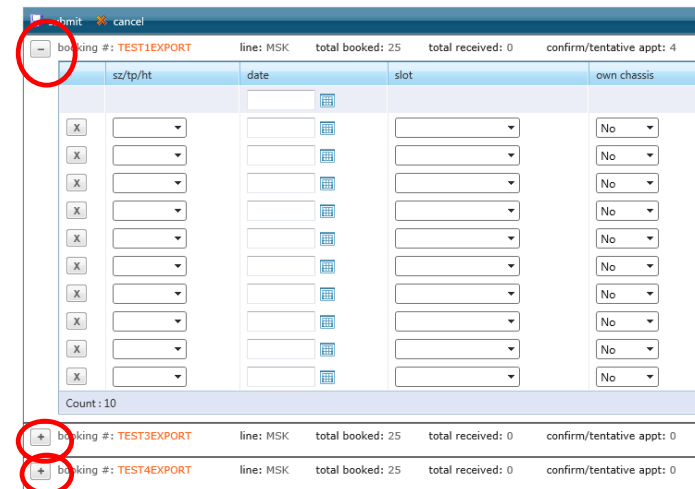 submit cancel
− booking #: TEST1EXPORT line: MSK total booked: 25 total received: 0 confirm/tentative appt: 4
sz/tp/ht date slot own chassis
X No
X No
X No
X No
X No
X No
X No
X No
X No
X No
Count : 10
+ booking #: TEST3EXPORT line: MSK total booked: 25 total received: 0 confirm/tentative appt: 0
+ booking #: TEST4EXPORT line: MSK total booked: 25 total received: 0 confirm/tentative appt: 0